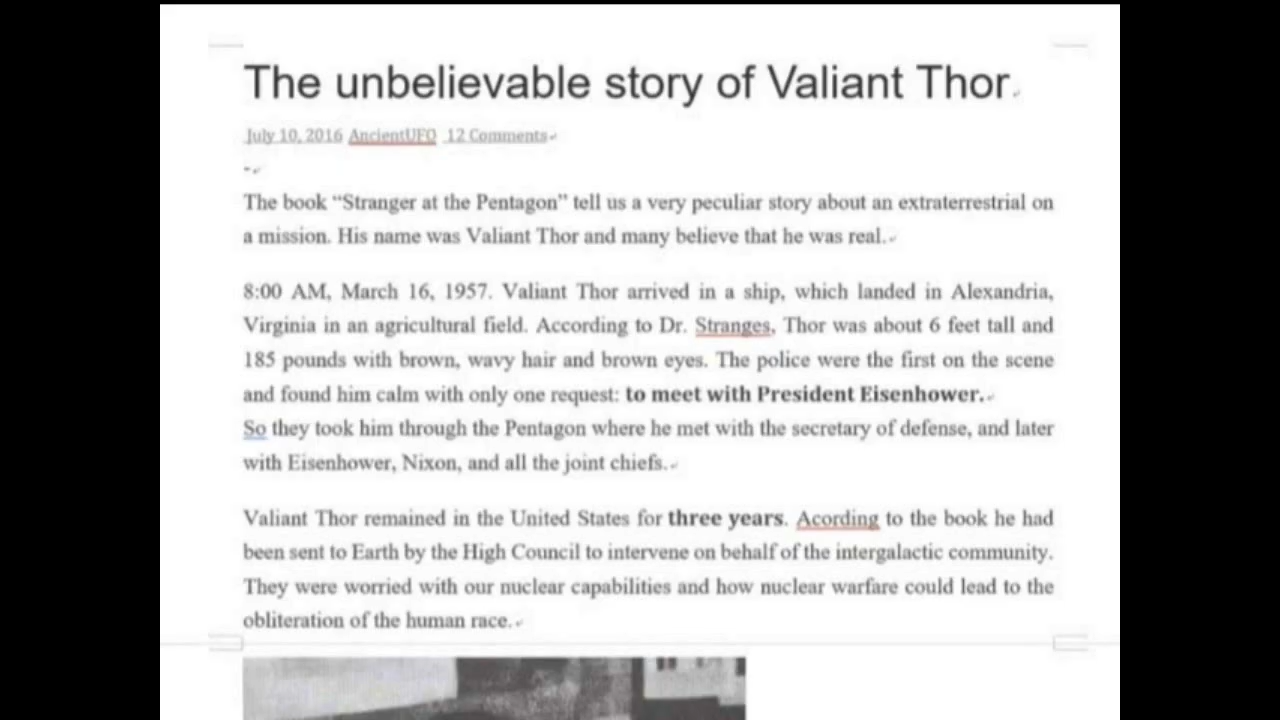 The unbelievable story of Valiant Thor
July 10, 2016 AncientUFO 12 Comments
-
The book “Stranger at the Pentagon” tell us a very peculiar story about an extraterrestrial on
a mission. His name was Valiant Thor and many believe that he was real.
8:00 AM, March 16, 1957. Valiant Thor arrived in a ship, which landed in Alexandria,
Virginia in an agricultural field. According to Dr. Stranges, Thor was about 6 feet tall and
185 pounds with brown, wavy hair and brown eyes. The police were the first on the scene
and found him calm with only one request: to meet with President Eisenhower.
So they took him through the Pentagon where he met with the secretary of defense, and later
with Eisenhower, Nixon, and all the joint chiefs.
Valiant Thor remained in the United States for three years. Acording to the book he had
been sent to Earth by the High Council to intervene on behalf of the intergalactic community.
They were worried with our nuclear capabilities and how nuclear warfare could lead to the
obliteration of the human race.